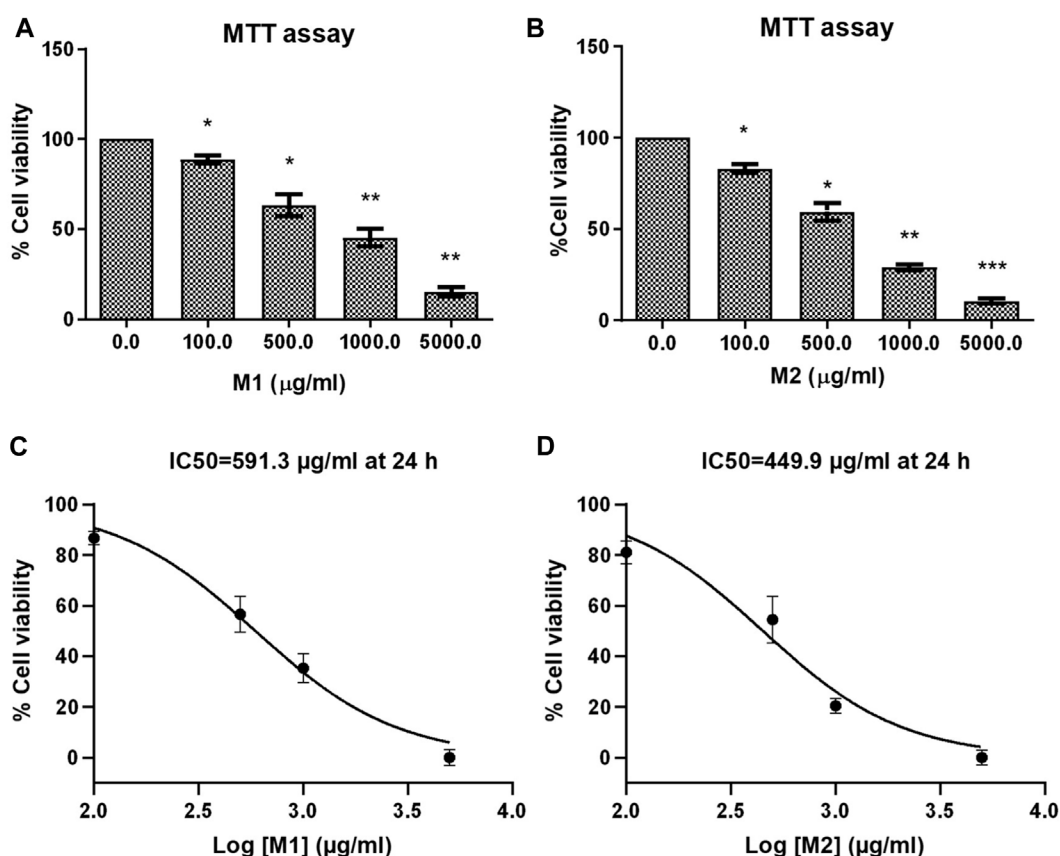 A
MTT assay
% Cell viability
150
100
50
0
*
*
**
**
0.0 100.0 500.0 1000.0 5000.0
M1 (μg/ml)
B
MTT assay
%Cell viability
150
100
50
0
*
*
**
***
0.0 100.0 500.0 1000.0 5000.0
M2 (μg/ml)
C
IC50=591.3 μg/ml at 24 h
% Cell viability
100
80
60
40
20
0
2.0 2.5 3.0 3.5 4.0
Log [M1] (μg/ml)
D
IC50=449.9 μg/ml at 24 h
% Cell viability
100
80
60
40
20
0
2.0 2.5 3.0 3.5 4.0
Log [M2] (μg/ml)